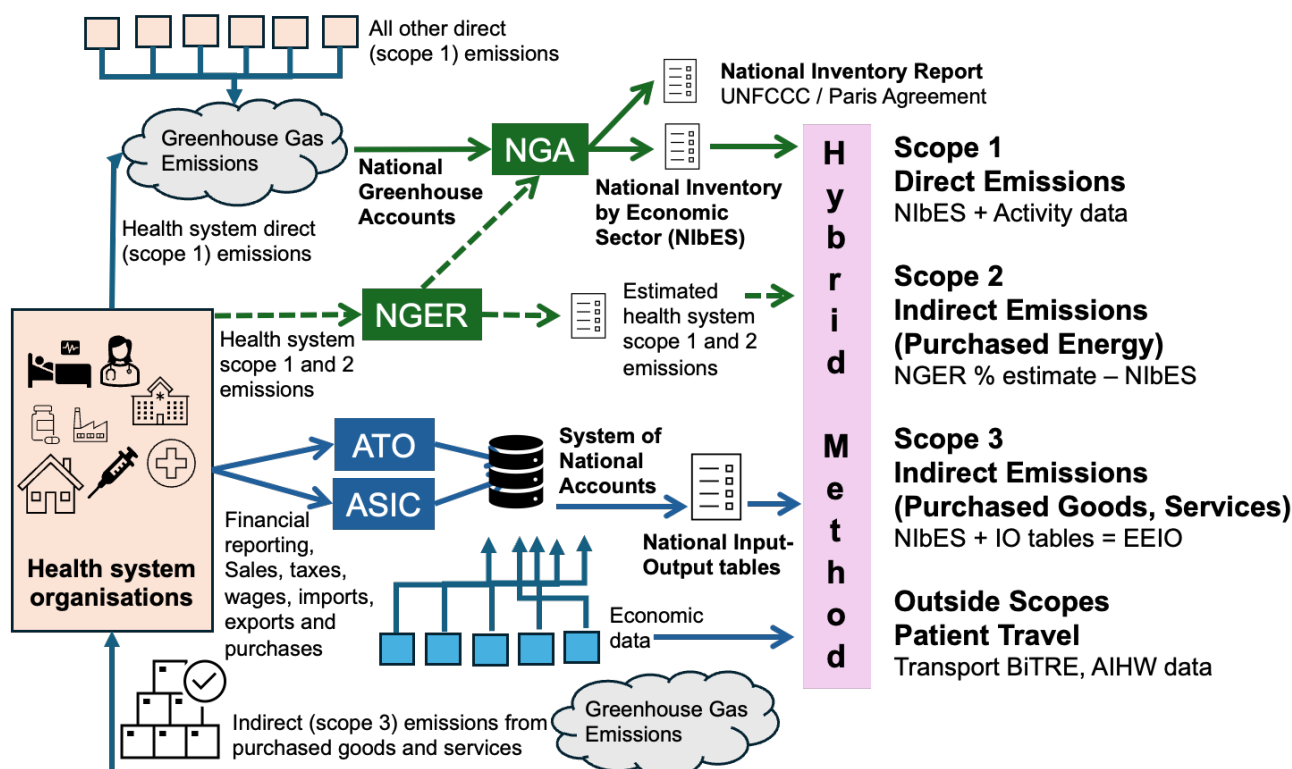 All other direct
(scope 1) emissions
Greenhouse Gas
Emissions
National
Greenhouse
Accounts
NGA
National Inventory Report
UNFCCC / Paris Agreement
National Inventory
by Economic
Sector (NIbES)
Health system direct
(scope 1) emissions
NGER
Health system
scope 1 and 2
emissions
Estimated
health system
scope 1 and 2
emissions
Health system
organisations
ATO
ASIC
Financial
reporting,
Sales, taxes,
wages, imports,
exports and
purchases
System of
National
Accounts
National Input-
Output tables
Economic
data
Indirect (scope 3) emissions from
purchased goods and services
Greenhouse Gas
Emissions
H
y
b
r
i
d
M
e
t
h
o
d
Scope 1
Direct Emissions
NIbES + Activity data
Scope 2
Indirect Emissions
(Purchased Energy)
NGER % estimate – NIbES
Scope 3
Indirect Emissions
(Purchased Goods, Services)
NIbES + IO tables = EEIO
Outside Scopes
Patient Travel
Transport BiTRE, AIHW data